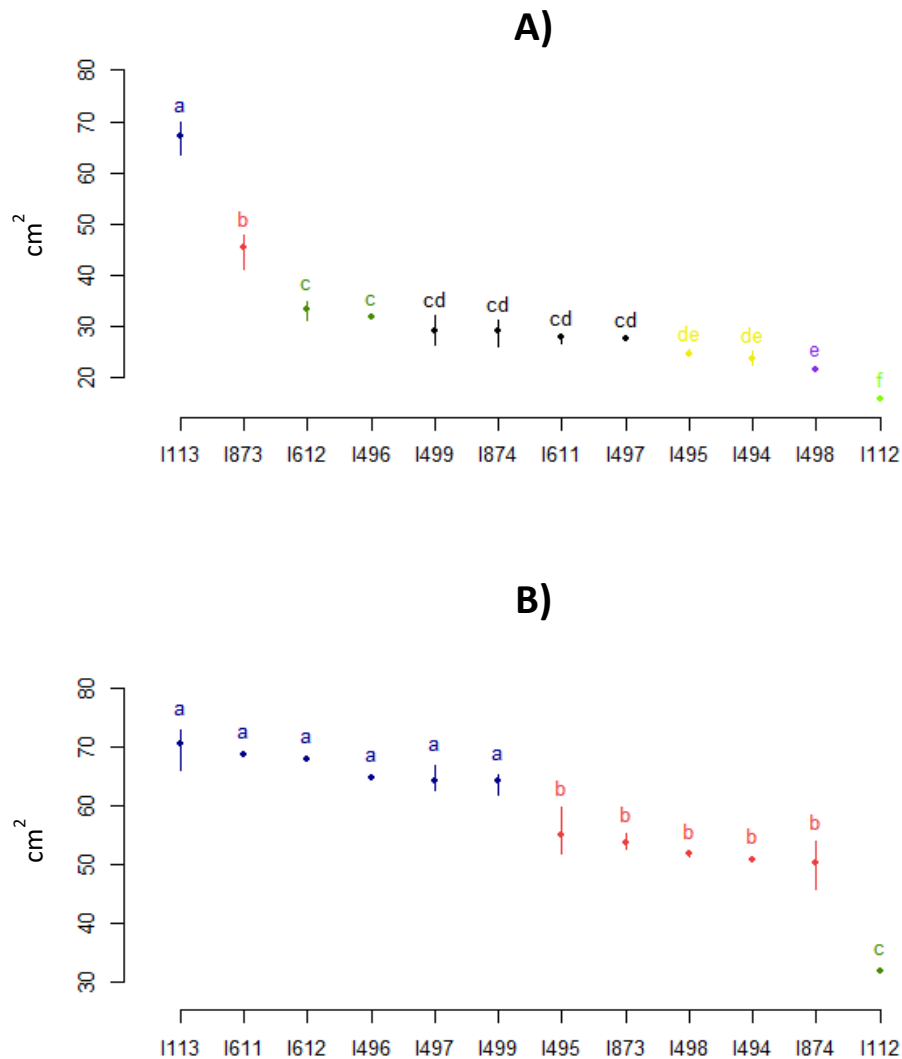 A)
80
a
70
60
cm²
50
b
40
c
c
cd
cd
cd
cd
30
de
de
e
f
20
I113 I873 I612 I496 I499 I874 I611 I497 I495 I494 I498 I112
B)
80
a
a
a
a
a
a
70
b
b
b
b
b
60
cm²
50
40
c
30
I113 I611 I612 I496 I497 I499 I495 I873 I498 I494 I874 I112